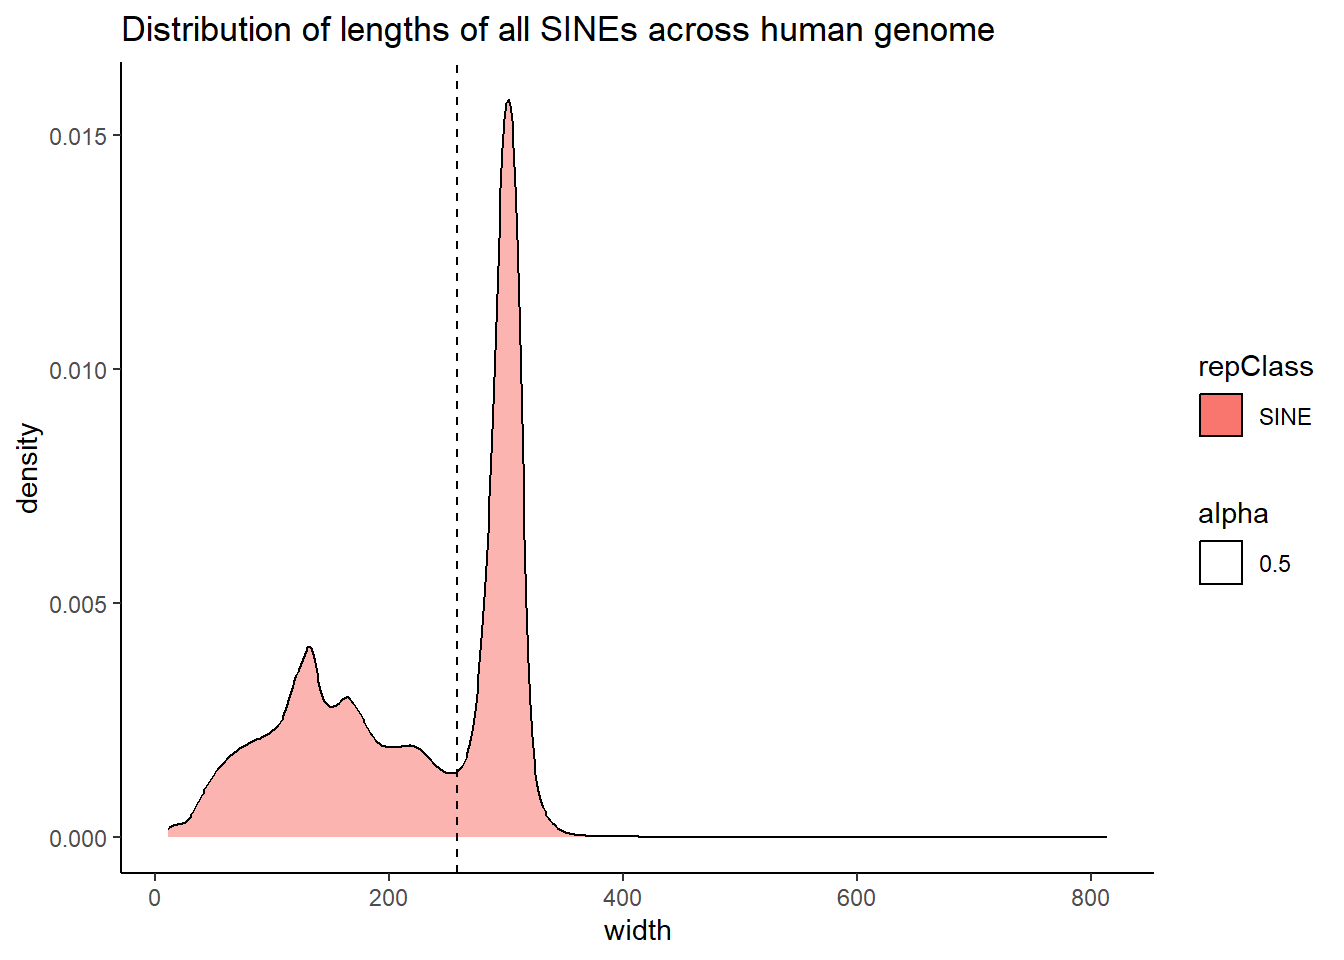 Distribution of lengths of all SINEs across human genome
density
0.015
0.010
0.005
0.000
0 200 400 600 800
width
repClass
SINE
alpha
0.5